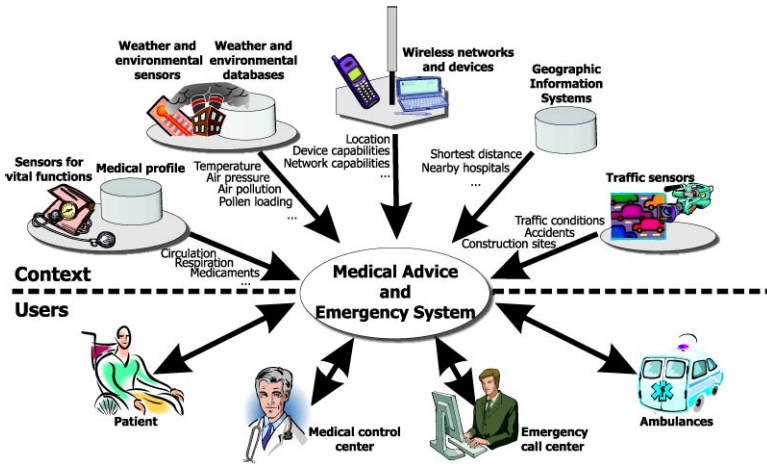 Weather and
environmental
sensors
Weather and
environmental
databases
Wireless networks
and devices
Geographic
Information
Systems
Sensors for
vital functions
Medical profile
Temperature
Air pressure
Air pollution
Pollen loading
...
Location
Device capabilities
Network capabilities
...
Shortest distance
Nearby hospitals
...
Traffic sensors
Traffic conditions
Accidents
Construction sites
Circulation
Respiration
Medicaments
...
Context
Users
Medical Advice
and
Emergency System
Patient
Medical control
center
Emergency
call center
Ambulances